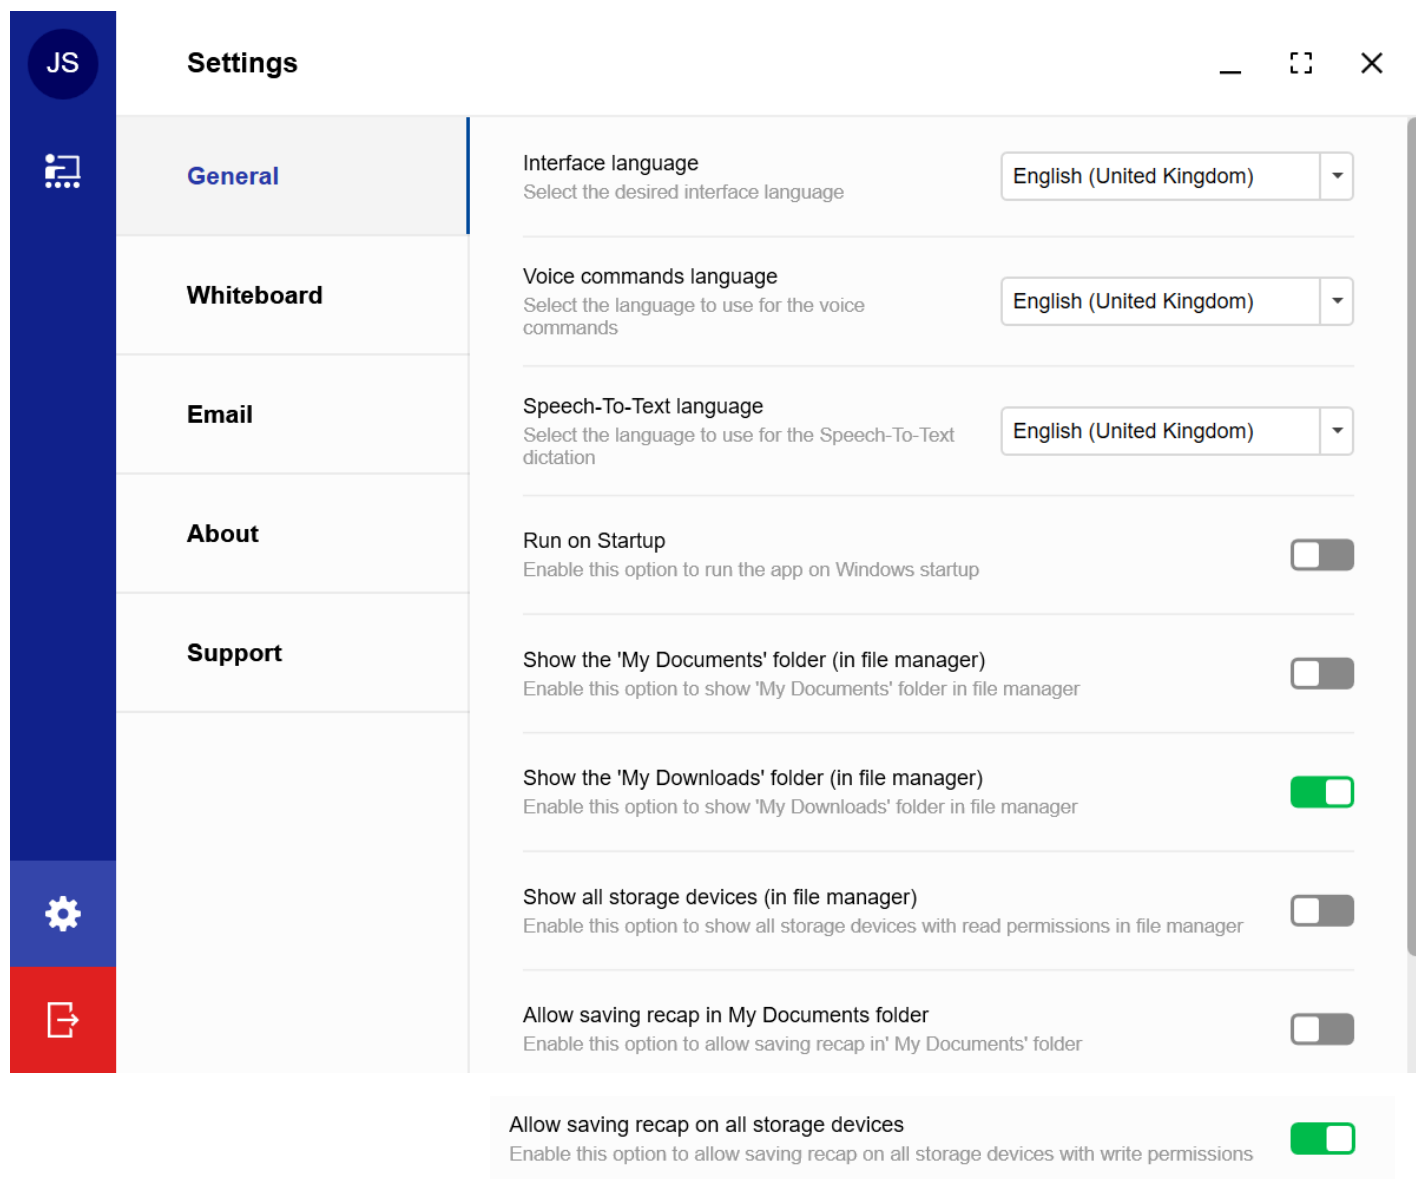 JS
Settings
General
Whiteboard
Email
About
Support
Interface language
Select the desired interface language
English (United Kingdom)
Voice commands language
Select the language to use for the voice
commands
English (United Kingdom)
Speech-To-Text language
Select the language to use for the Speech-To-Text
dictation
English (United Kingdom)
Run on Startup
Enable this option to run the app on Windows startup
Show the 'My Documents' folder (in file manager)
Enable this option to show 'My Documents' folder in file manager
Show the 'My Downloads' folder (in file manager)
Enable this option to show 'My Downloads' folder in file manager
Show all storage devices (in file manager)
Enable this option to show all storage devices with read permissions in file manager
Allow saving recap in My Documents folder
Enable this option to allow saving recap in' My Documents' folder
Allow saving recap on all storage devices
Enable this option to allow saving recap on all storage devices with write permissions